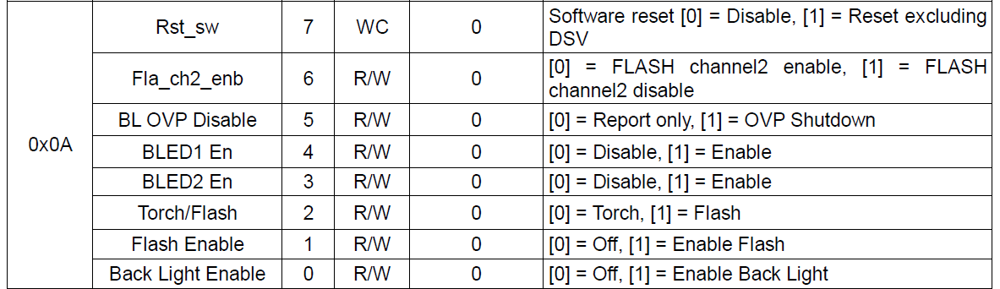 0x0A
Rst_sw 7 WC 0 Software reset [0] = Disable, [1] = Reset excluding
DSV
Fla_ch2_enb 6 R/W 0 [0] = FLASH channel2 enable, [1] = FLASH
channel2 disable
BL OVP Disable 5 R/W 0 [0] = Report only, [1] = OVP Shutdown
BLED1 En 4 R/W 0 [0] = Disable, [1] = Enable
BLED2 En 3 R/W 0 [0] = Disable, [1] = Enable
Torch/Flash 2 R/W 0 [0] = Torch, [1] = Flash
Flash Enable 1 R/W 0 [0] = Off, [1] = Enable Flash
Back Light Enable 0 R/W 0 [0] = Off, [1] = Enable Back Light